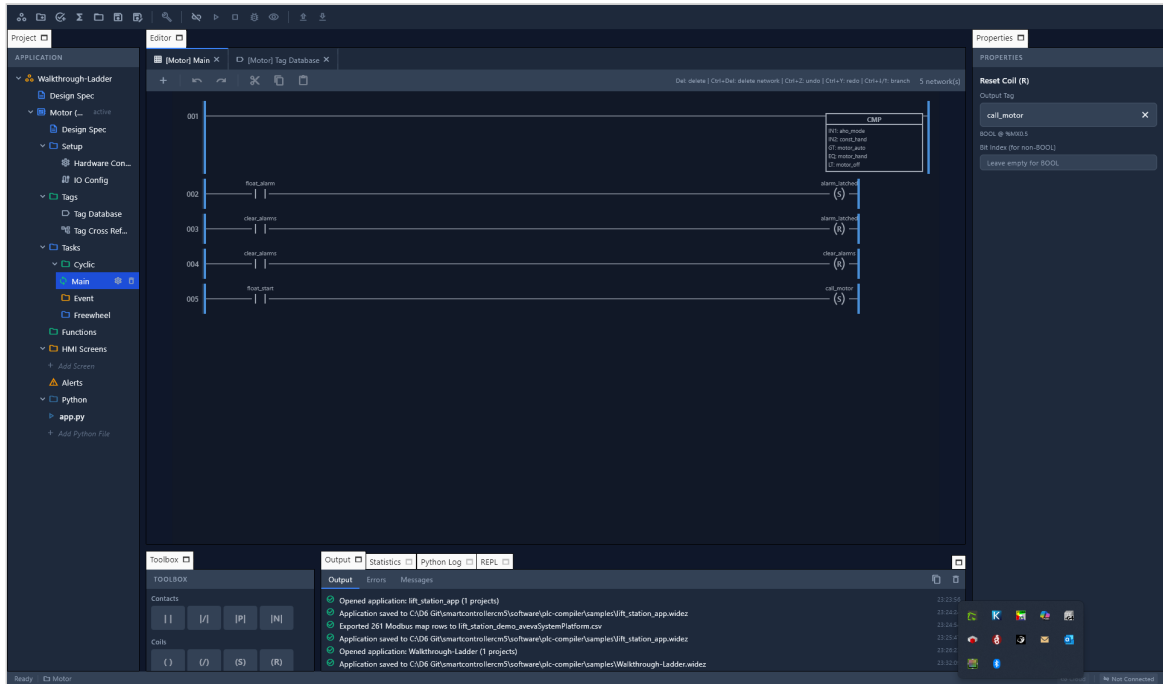 Project
Editor
Properties
APPLICATION
Walkthrough-Ladder
Design Spec
Motor (... active
Design Spec
Setup
Hardware Con...
IO Config
Tags
Tag Database
Tag Cross Ref...
Tasks
Cyclic
Main
Event
Freewheel
Functions
HMI Screens
+ Add Screen
Alerts
Python
app.py
+ Add Python File
[Motor] Main ×
[Motor] Tag Database ×
Del: delete | Ctrl+Del: delete network | Ctrl+Z: undo | Ctrl+Y: redo | Ctrl+↓/↑: branch 5 network(s)
001
CMP
IN1: aho_mode
IN2: const_hand
GT: motor_auto
EQ: motor_hand
LT: motor_off
float_alarm
alarm_latched
002
(S)
clear_alarms
alarm_latched
003
(R)
clear_alarms
clear_alarms
004
(R)
float_start
call_motor
005
(S)
PROPERTIES
Reset Coil (R)
Output Tag
call_motor ×
BOOL @ %MX0.5
Bit Index (for non-BOOL)
Leave empty for BOOL
Toolbox
TOOLBOX
Contacts
| | |/| |P| |N|
Coils
( ) (/) (S) (R)
Output Statistics Python Log REPL
Output Errors Messages
Opened application: lift_station_app (1 projects)
Application saved to C:\D6 Git\smartcontrollercm5\software\plc-compiler\samples\lift_station_app.widez
Exported 261 Modbus map rows to lift_station_demo_avevaSystemPlatform.csv
Application saved to C:\D6 Git\smartcontrollercm5\software\plc-compiler\samples\lift_station_app.widez
Opened application: Walkthrough-Ladder (1 projects)
Application saved to C:\D6 Git\smartcontrollercm5\software\plc-compiler\samples\Walkthrough-Ladder.widez
Ready Motor
Not Connected